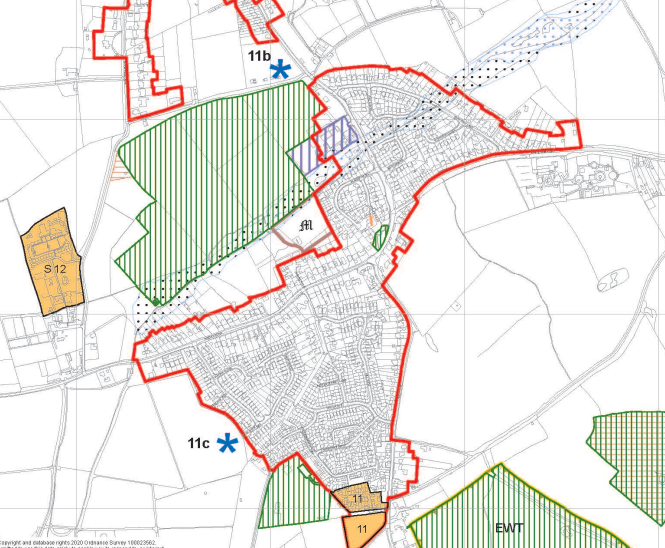 11b
𝔐
S 12
11c
11
11
EWT
Copyright and database rights 2020 Ordnance Survey 100023562.